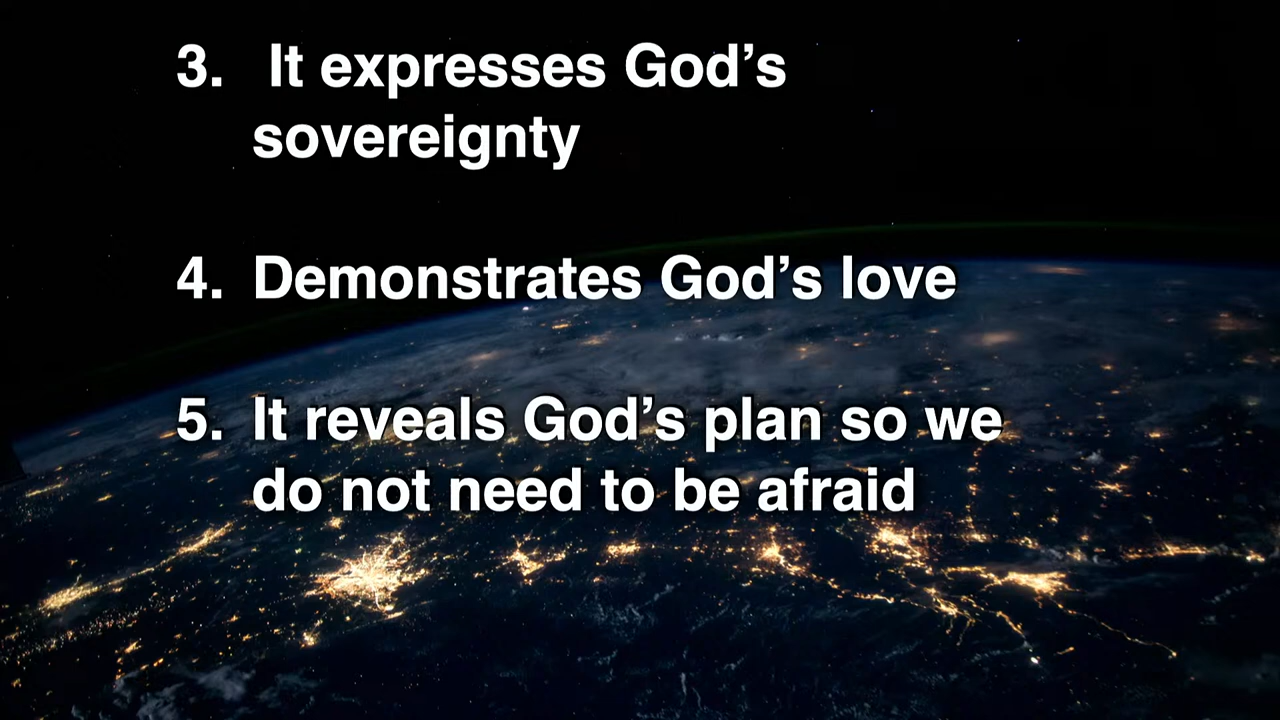 3. It expresses God’s
sovereignty
4. Demonstrates God’s love
5. It reveals God’s plan so we
do not need to be afraid